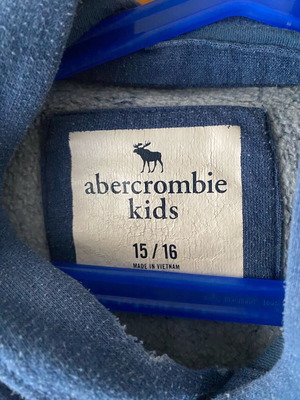 abercrombie
kids
15/16
MADE IN VIETNAM